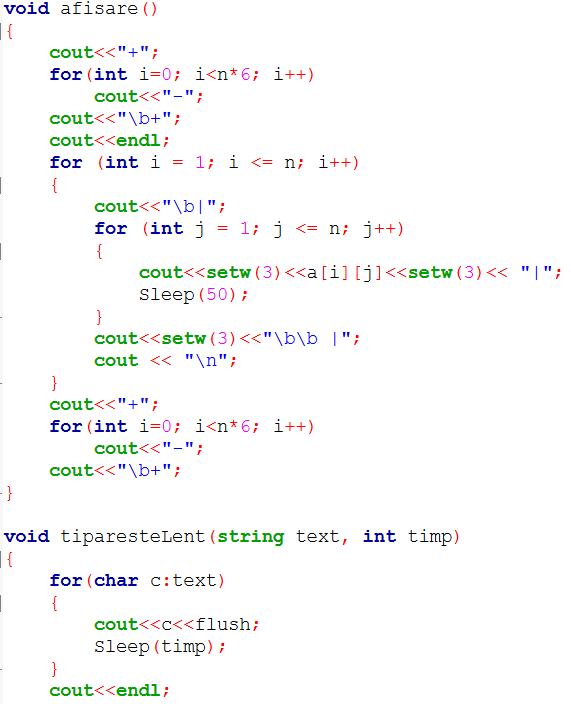 void afisare()
{
    cout<<"+";
    for(int i=0; i<n*6; i++)
        cout<<"-";
    cout<<"\b+";
    cout<<endl;
    for (int i = 1; i <= n; i++)
    {
        cout<<"\b|";
        for (int j = 1; j <= n; j++)
        {
            cout<<setw(3)<<a[i][j]<<setw(3)<< "|";
            Sleep(50);
        }
        cout<<setw(3)<<"\b\b |";
        cout << "\n";
    }
    cout<<"+";
    for(int i=0; i<n*6; i++)
        cout<<"-";
    cout<<"\b+";
}

void tiparesteLent(string text, int timp)
{
    for(char c:text)
    {
        cout<<c<<flush;
        Sleep(timp);
    }
    cout<<endl;